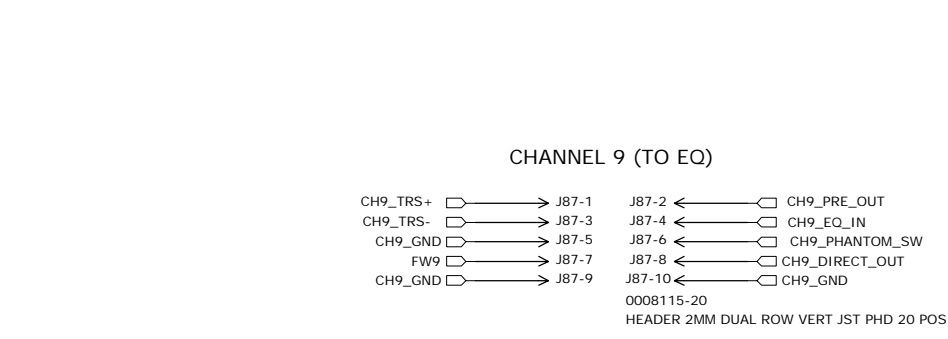 CHANNEL 9 (TO EQ)
CH9_TRS+ J87-1 J87-2 CH9_PRE_OUT
CH9_TRS- J87-3 J87-4 CH9_EQ_IN
CH9_GND J87-5 J87-6 CH9_PHANTOM_SW
FW9 J87-7 J87-8 CH9_DIRECT_OUT
CH9_GND J87-9 J87-10 CH9_GND
0008115-20
HEADER 2MM DUAL ROW VERT JST PHD 20 POS